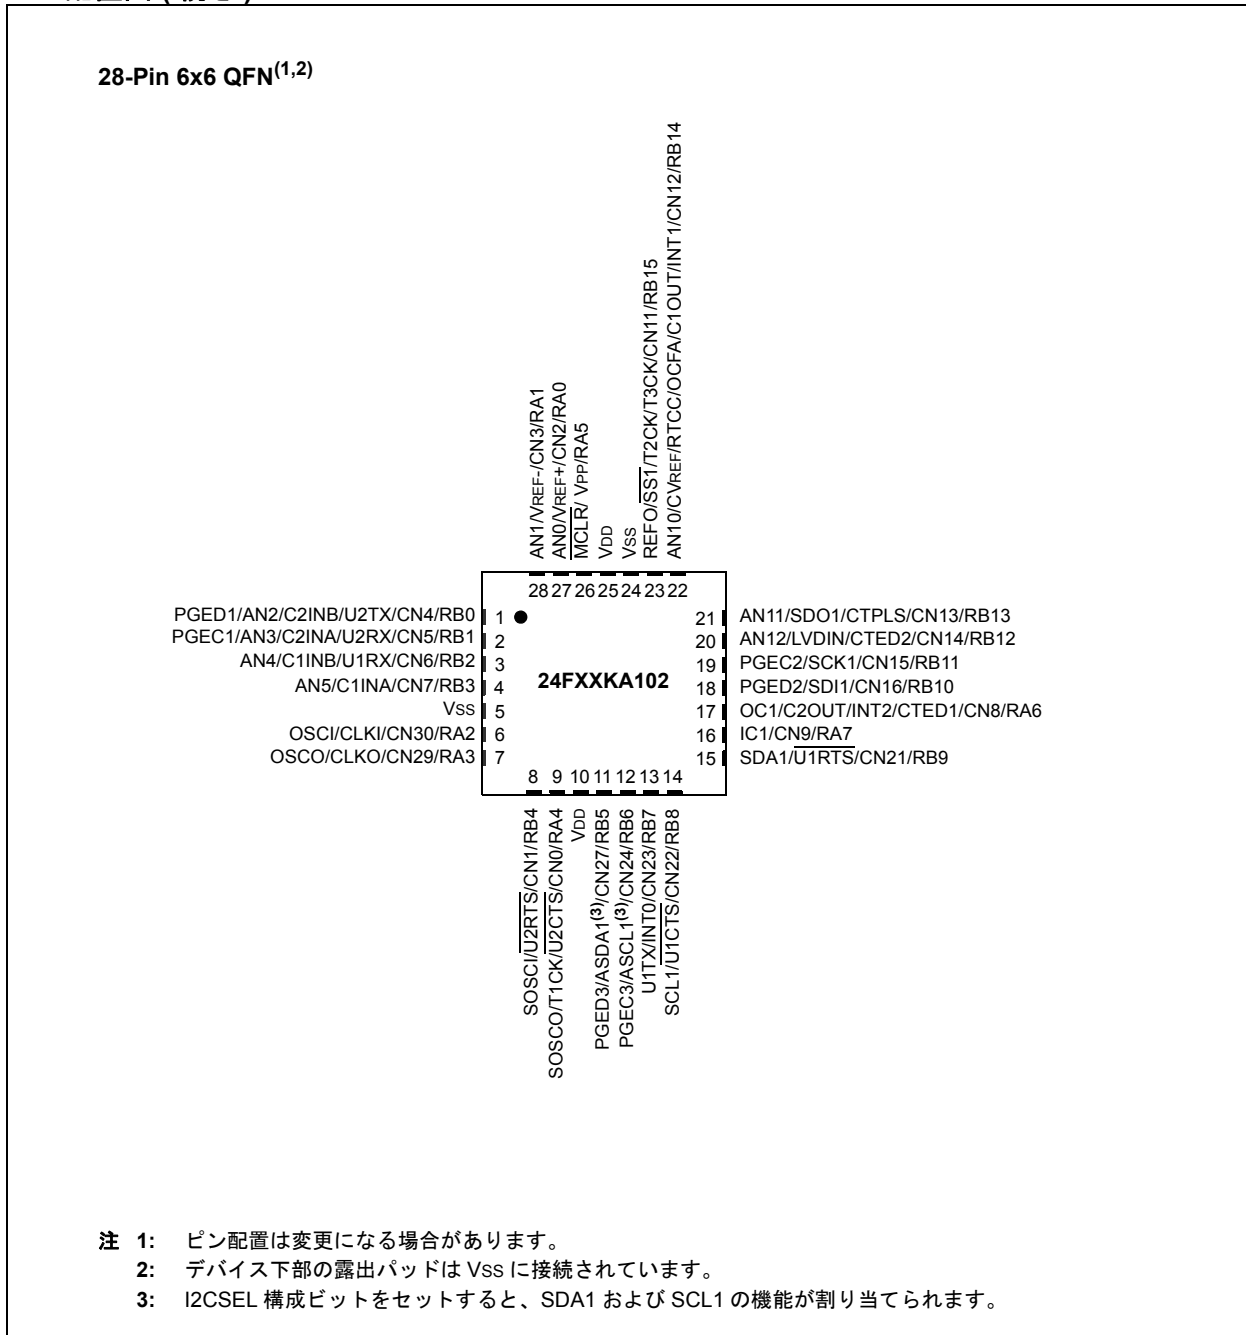 28-Pin 6x6 QFN(1,2)
AN1/VREF-/CN3/RA1
AN0/VREF+/CN2/RA0
MCLR/ VPP/RA5
VDD
VSS
REFO/SS1/T2CK/T3CK/CN11/RB15
AN10/CVREF/RTCC/OCFA/C1OUT/INT1/CN12/RB14
28 27 26 25 24 23 22
PGED1/AN2/C2INB/U2TX/CN4/RB0 1
PGEC1/AN3/C2INA/U2RX/CN5/RB1 2
AN4/C1INB/U1RX/CN6/RB2 3
AN5/C1INA/CN7/RB3 4
VSS 5
OSCI/CLKI/CN30/RA2 6
OSCO/CLKO/CN29/RA3 7
24FXXKA102
21 AN11/SDO1/CTPLS/CN13/RB13
20 AN12/LVDIN/CTED2/CN14/RB12
19 PGEC2/SCK1/CN15/RB11
18 PGED2/SDI1/CN16/RB10
17 OC1/C2OUT/INT2/CTED1/CN8/RA6
16 IC1/CN9/RA7
15 SDA1/U1RTS/CN21/RB9
8 9 10 11 12 13 14
SOSCI/U2RTS/CN1/RB4
SOSCO/T1CK/U2CTS/CN0/RA4
VDD
PGED3/ASDA1(3)/CN27/RB5
PGEC3/ASCL1(3)/CN24/RB6
U1TX/INT0/CN23/RB7
SCL1/U1CTS/CN22/RB8
注 1: ピン配置は変更になる場合があります。
2: デバイス下部の露出パッドは VSS に接続されています。
3: I2CSEL 構成ビットをセットすると、SDA1 および SCL1 の機能が割り当てられます。